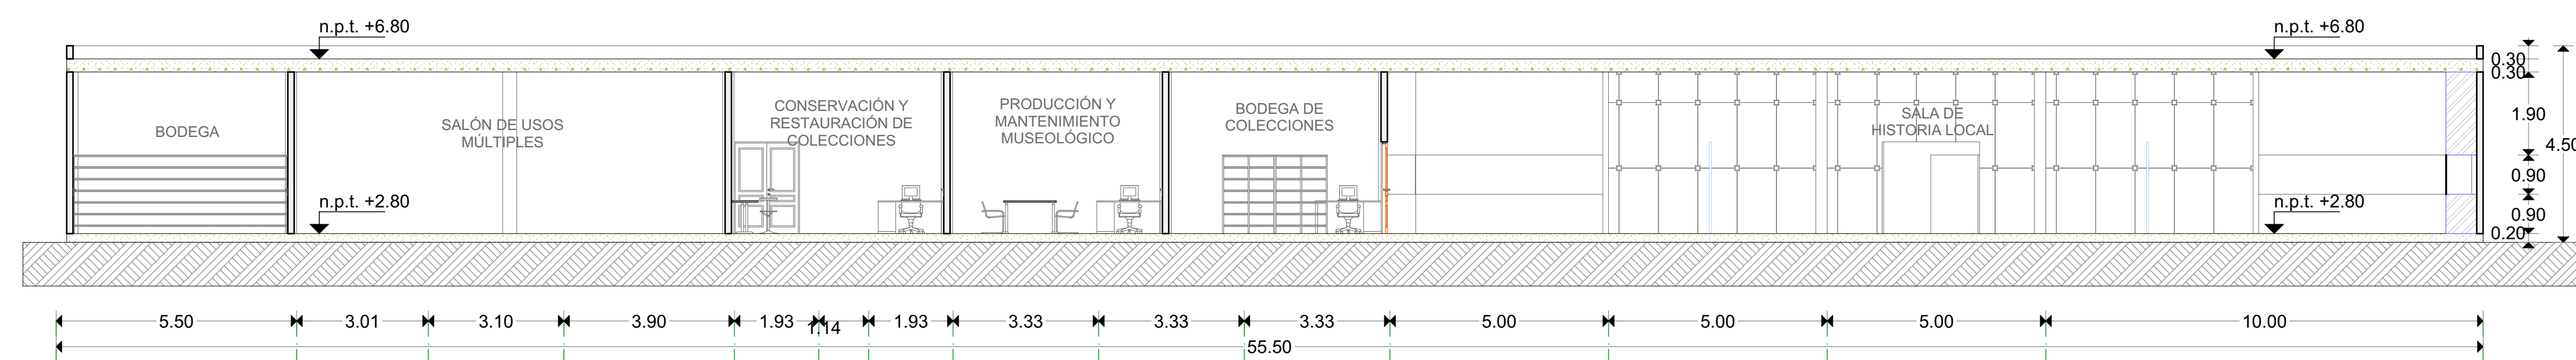 n.p.t. +6.80
n.p.t. +6.80
0.30
0.30
BODEGA
SALÓN DE USOS
MÚLTIPLES
CONSERVACIÓN Y
RESTAURACIÓN DE
COLECCIONES
PRODUCCIÓN Y
MANTENIMIENTO
MUSEOLÓGICO
BODEGA DE
COLECCIONES
SALA DE
HISTORIA LOCAL
1.90
4.50
0.90
n.p.t. +2.80
n.p.t. +2.80
0.90
0.20
5.50
3.01
3.10
3.90
1.93
1.14
1.93
3.33
3.33
3.33
5.00
5.00
5.00
10.00
55.50